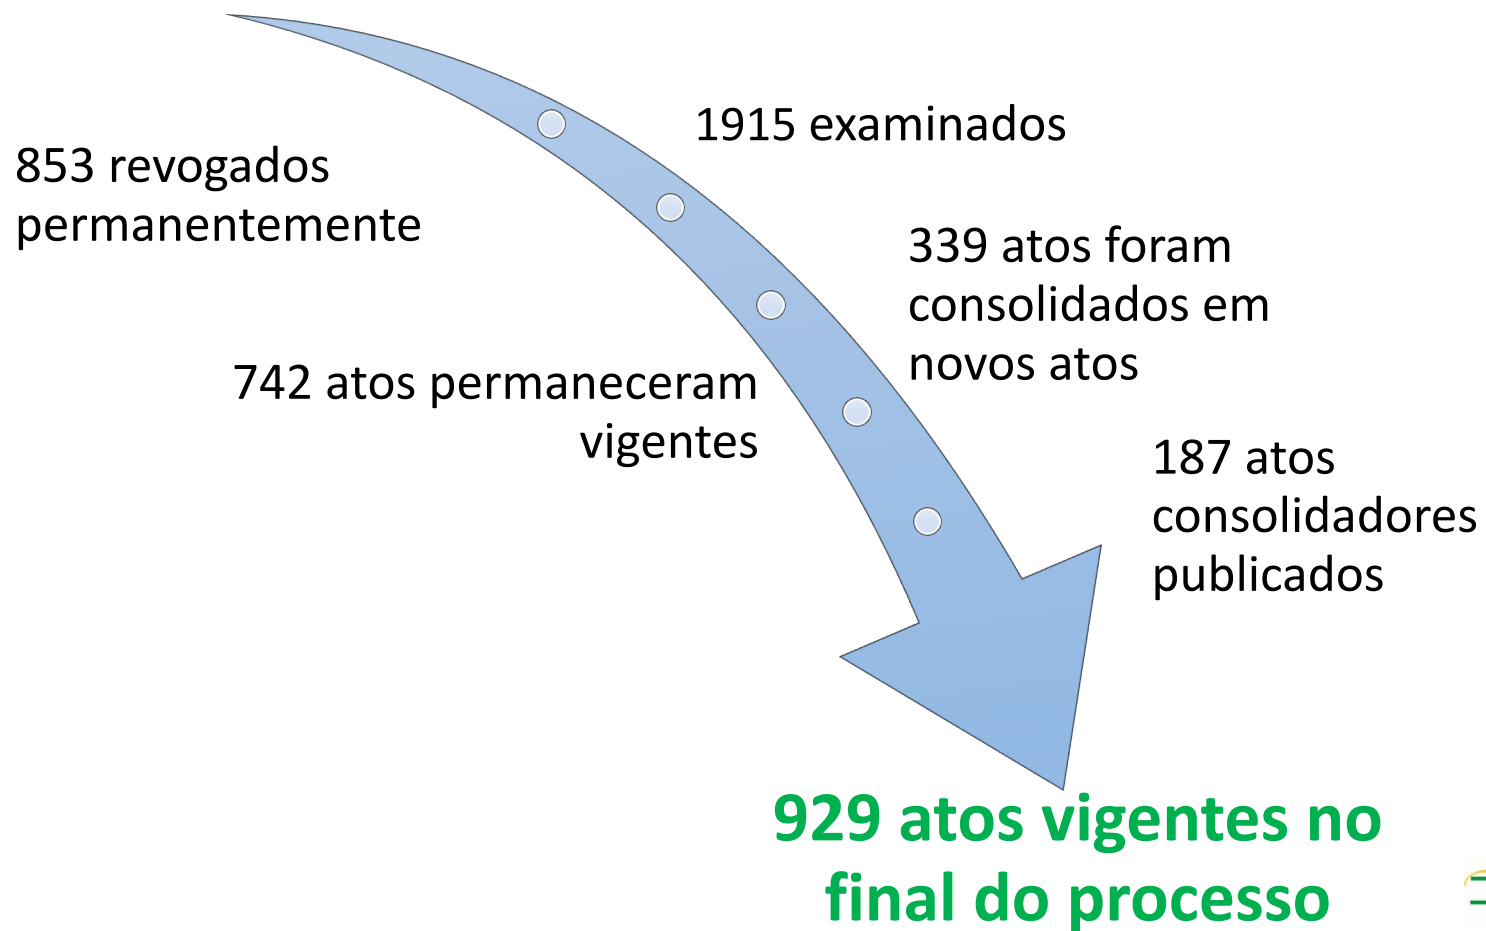 1915 examinados
853 revogados
permanentemente
339 atos foram
consolidados em
novos atos
742 atos permaneceram
vigentes
187 atos
consolidadores
publicados
929 atos vigentes no
final do processo